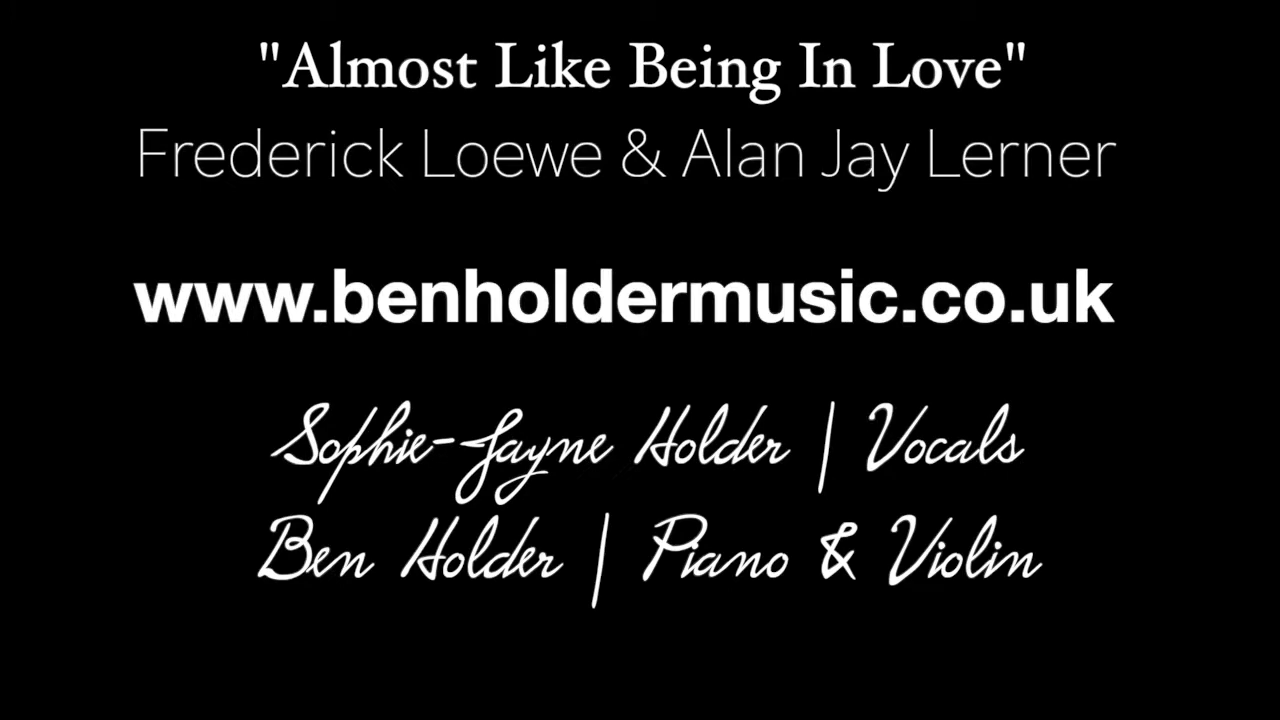 "Almost Like Being In Love"
Frederick Loewe & Alan Jay Lerner
www.benholdermusic.co.uk
Sophie-Jayne Holder | Vocals
Ben Holder | Piano & Violin